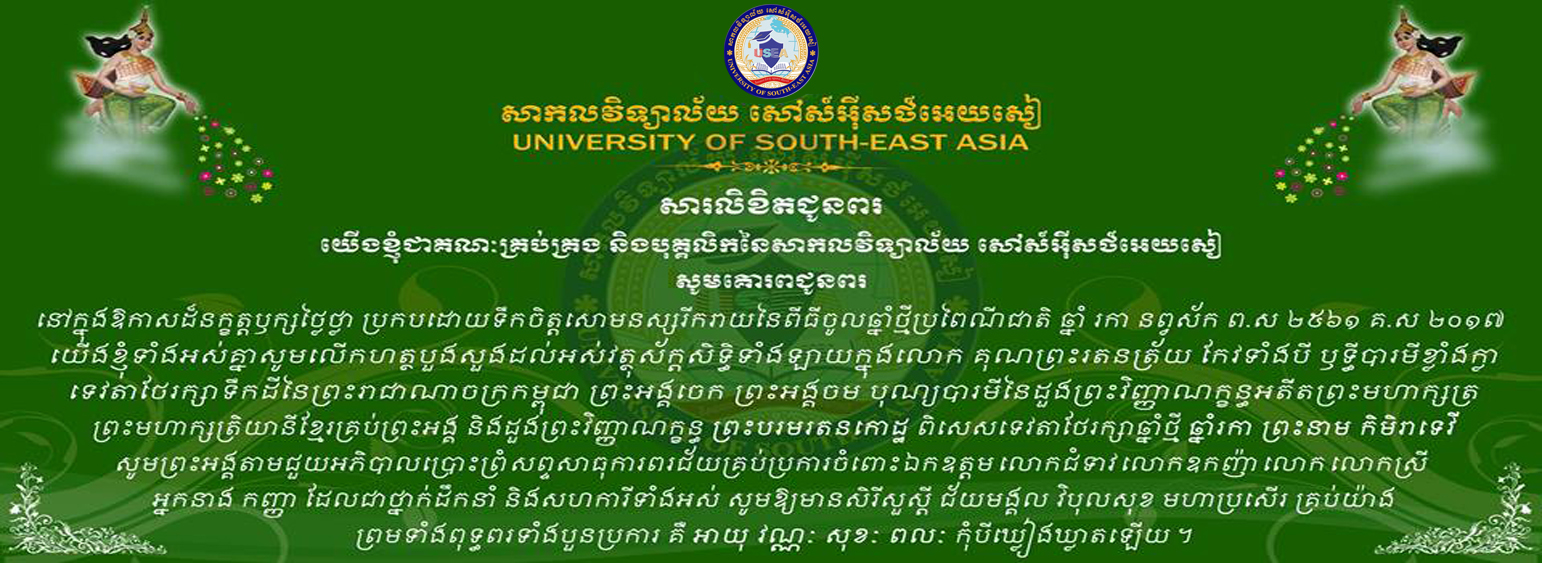 សាកលវិទ្យាល័យ សៅស៍អ៊ីសថ៍អេយសៀ
USEA
UNIVERSITY OF SOUTH-EAST ASIA
សាកលវិទ្យាល័យ សៅស៍អ៊ីសថ៍អេយសៀ
UNIVERSITY OF SOUTH-EAST ASIA
សារលិខិតជូនពរ
យើងខ្ញុំជាគណៈគ្រប់គ្រង និងបុគ្គលិកនៃសាកលវិទ្យាល័យ សៅស៍អ៊ីសថ៍អេយសៀ
សូមគោរពជូនពរ
នៅក្នុងឱកាសដ៏នក្ខត្តឫក្សថ្លៃថ្លា ប្រកបដោយទឹកចិត្តសោមនស្សរីករាយនៃពីធីចូលឆ្នាំថ្មីប្រពៃណីជាតិ ឆ្នាំ រកា នព្វស័ក ព.ស ២៥៦១ គ.ស ២០១៧
យើងខ្ញុំទាំងអស់គ្នាសូមលើកហត្ថបួងសួងដល់អស់វត្ថុស័ក្តសិទ្ធិទាំងឡាយក្នុងលោក គុណព្រះរតនត្រ័យ កែវទាំងបី ឫទ្ធីបារមីខ្លាំងក្លា
ទេវតាថែរក្សាទឹកដីនៃព្រះរាជាណាចក្រកម្ពុជា ព្រះអង្គចេក ព្រះអង្គចម បុណ្យបារមីនៃដួងព្រះវិញ្ញាណក្ខន្ធអតីតព្រះមហាក្សត្រ
ព្រះមហាក្សត្រិយានីខ្មែរគ្រប់ព្រះអង្គ និងដួងព្រះវិញ្ញាណក្ខន្ធ ព្រះបរមរតនកោដ្ឋ ពិសេសទេវតាថែរក្សាឆ្នាំថ្មី ឆ្នាំរកា ព្រះនាម កិមិរាទេវី
សូមព្រះអង្គតាមជួយអភិបាលប្រោះព្រំសព្ទសាធុការពរជ័យគ្រប់ប្រការចំពោះឯកឧត្តម លោកជំទាវ លោកឧកញ៉ា លោក លោកស្រី
អ្នកនាង កញ្ញា ដែលជាថ្នាក់ដឹកនាំ និងសហការីទាំងអស់ សូមឱ្យមានសិរីសួស្តី ជ័យមង្គល វិបុលសុខ មហាប្រសើរ គ្រប់យ៉ាង
ព្រមទាំងពុទ្ធពរទាំងបួនប្រការ គឺ អាយុ វណ្ណៈ សុខៈ ពលៈ កុំបីឃ្លៀងឃ្លាតឡើយ ។